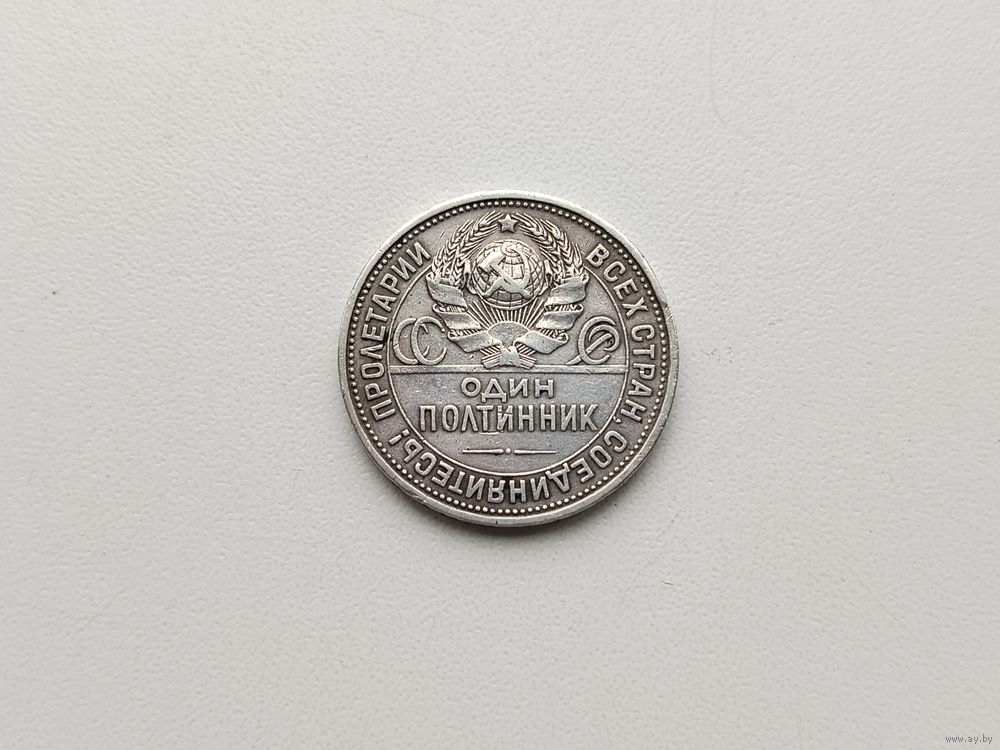 ПРОЛЕТАРИИ ВСЕХ СТРАН, СОЕДИНЯЙТЕСЬ!
СС СР
ОДИН
ПОЛТИННИК
www.ay.by